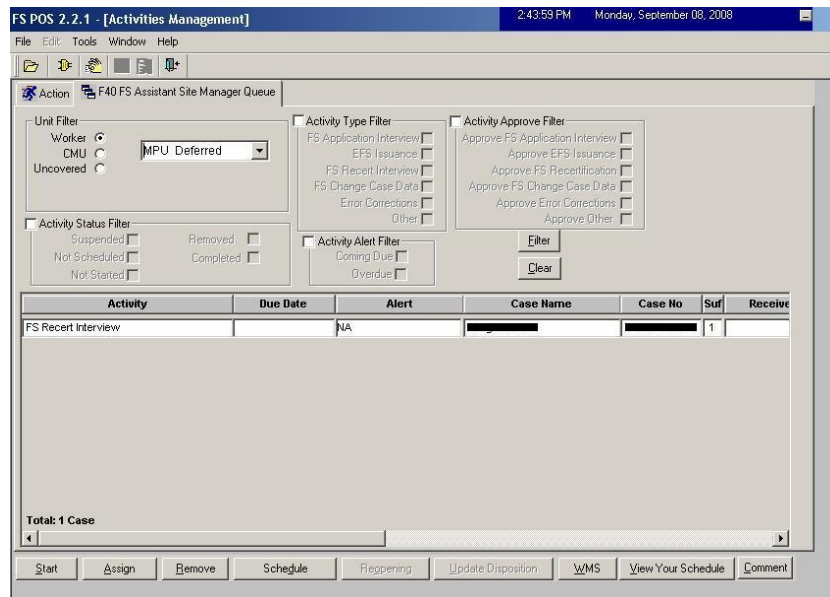 FS POS 2.2.1 - [Activities Management]
2:43:59 PM Monday, September 08, 2008
File Edit Tools Window Help
Action
F40 FS Assistant Site Manager Queue
Unit Filter
Worker
CMU
Uncovered
MPU Deferred
Activity Type Filter
FS Application Interview
EFS Issuance
FS Recert Interview
FS Change Case Data
Error Corrections
Other
Activity Approve Filter
Approve FS Application Interview
Approve EFS Issuance
Approve FS Recertification
Approve FS Change Case Data
Approve Error Corrections
Approve Other
Activity Status Filter
Suspended Removed
Not Scheduled Completed
Not Started
Activity Alert Filter
Coming Due
Overdue
Filter
Clear
Activity Due Date Alert Case Name Case No Suf Receive
FS Recert Interview NA 1
Total: 1 Case
Start Assign Remove Schedule Reopening Update Disposition WMS View Your Schedule Comment